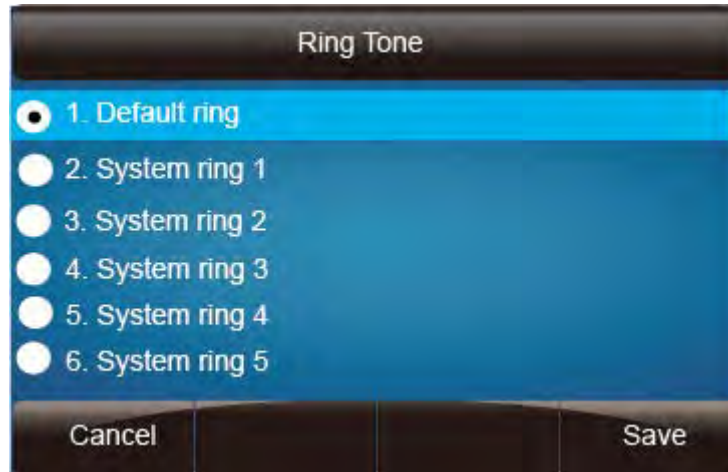 Ring Tone
1. Default ring
2. System ring 1
3. System ring 2
4. System ring 3
5. System ring 4
6. System ring 5
Cancel Save